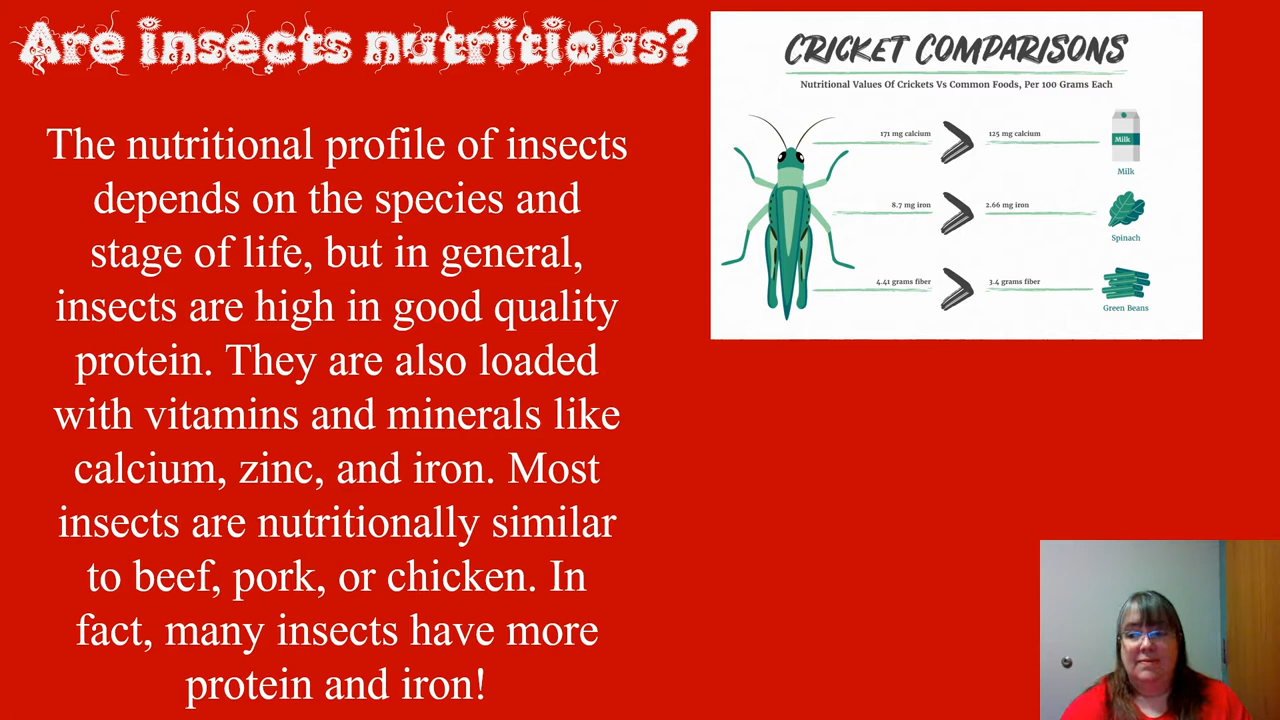 Are insects nutritious?
The nutritional profile of insects
depends on the species and
stage of life, but in general,
insects are high in good quality
protein. They are also loaded
with vitamins and minerals like
calcium, zinc, and iron. Most
insects are nutritionally similar
to beef, pork, or chicken. In
fact, many insects have more
protein and iron!
CRICKET COMPARISONS
Nutritional Values Of Crickets Vs Common Foods, Per 100 Grams Each
171 mg calcium > 125 mg calcium
Milk
Milk
8.7 mg iron > 2.66 mg iron
Spinach
4.41 grams fiber > 3.4 grams fiber
Green Beans